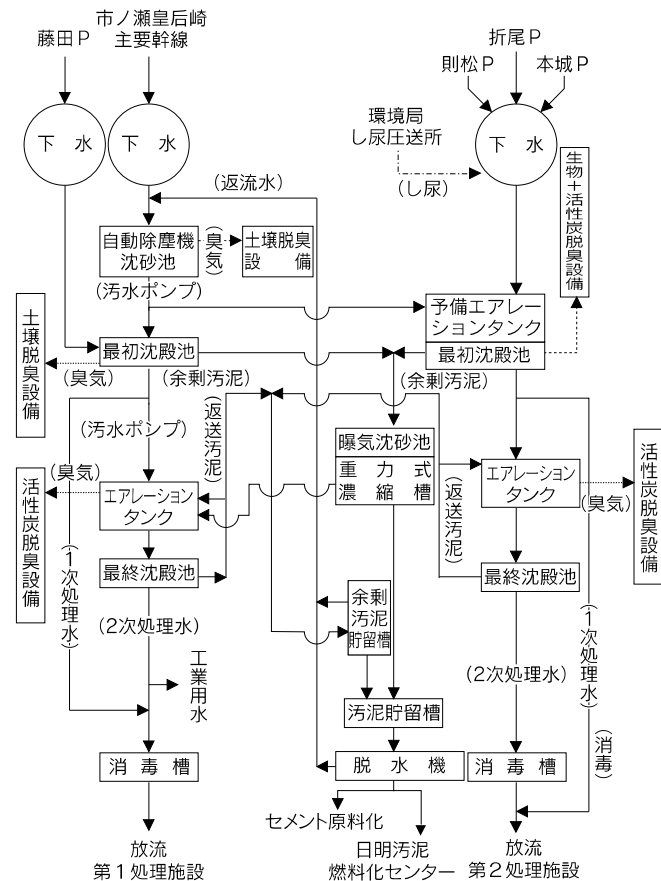 藤田P
市ノ瀬皇后崎
主要幹線
折尾P
則松P
本城P
下 水
下 水
下 水
環境局
し尿圧送所
(し尿)
生物+活性炭脱臭設備
(返流水)
自動除塵機
沈砂池
(臭気)
土壌脱臭
設 備
(汚水ポンプ)
予備エアレー
ションタンク
最初沈殿池
土壌脱臭設備
最初沈殿池
(臭気)
(余剰汚泥)
(余剰汚泥)
(汚水ポンプ)
(返送汚泥)
曝気沈砂池
重 力 式
濃 縮 槽
(臭気)
活性炭脱臭設備
エアレーション
タンク
エアレーション
タンク
(臭気)
活性炭脱臭設備
(返送汚泥)
最終沈殿池
最終沈殿池
(1次処理水)
(2次処理水)
余剰
汚泥
貯留槽
(1次処理水)
(2次処理水)
工業用水
汚泥貯留槽
(消毒)
消 毒 槽
脱 水 機
消 毒 槽
セメント原料化
放流
第1処理施設
日明汚泥
燃料化センター
放流
第2処理施設